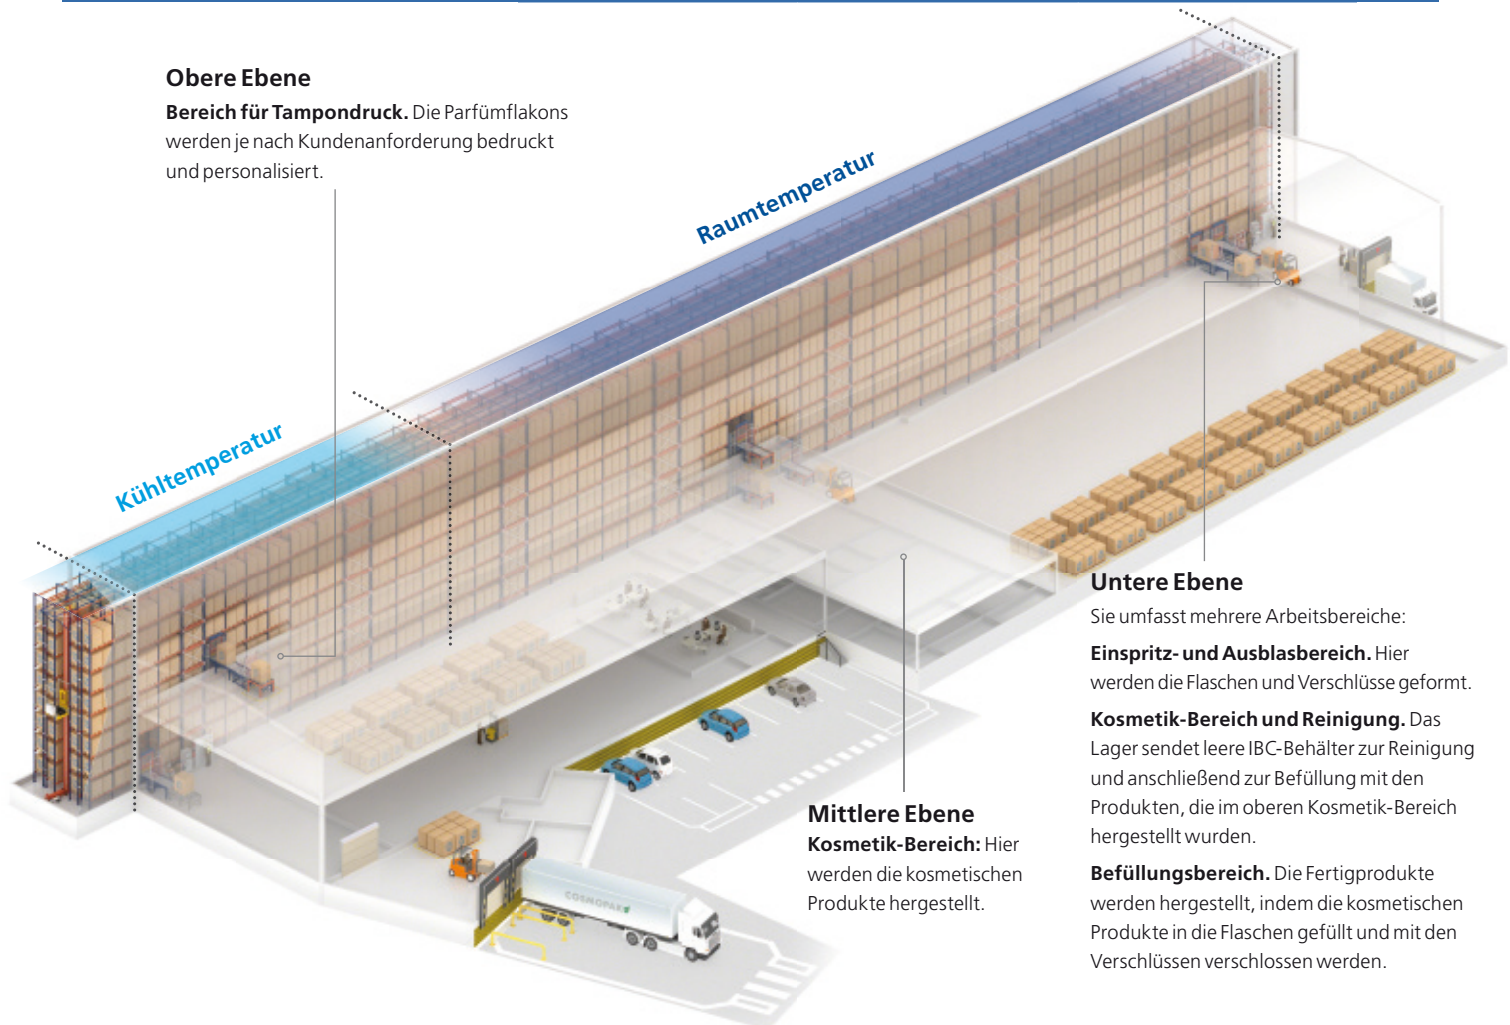 Obere Ebene
Bereich für Tampondruck. Die Parfümflakons
werden je nach Kundenanforderung bedruckt
und personalisiert.
Raumtemperatur
Kühltemperatur
Untere Ebene
Sie umfasst mehrere Arbeitsbereiche:
Einspritz- und Ausblasbereich. Hier
werden die Flaschen und Verschlüsse geformt.
Kosmetik-Bereich und Reinigung. Das
Lager sendet leere IBC-Behälter zur Reinigung
und anschließend zur Befüllung mit den
Produkten, die im oberen Kosmetik-Bereich
hergestellt wurden.
Befüllungsbereich. Die Fertigprodukte
werden hergestellt, indem die kosmetischen
Produkte in die Flaschen gefüllt und mit den
Verschlüssen verschlossen werden.
Mittlere Ebene
Kosmetik-Bereich: Hier
werden die kosmetischen
Produkte hergestellt.
COSMOPAR